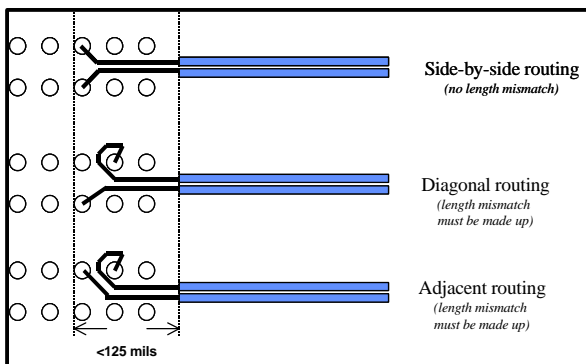 Side-by-side routing
(no length mismatch)
Diagonal routing
(length mismatch
must be made up)
Adjacent routing
(length mismatch
must be made up)
<125 mils